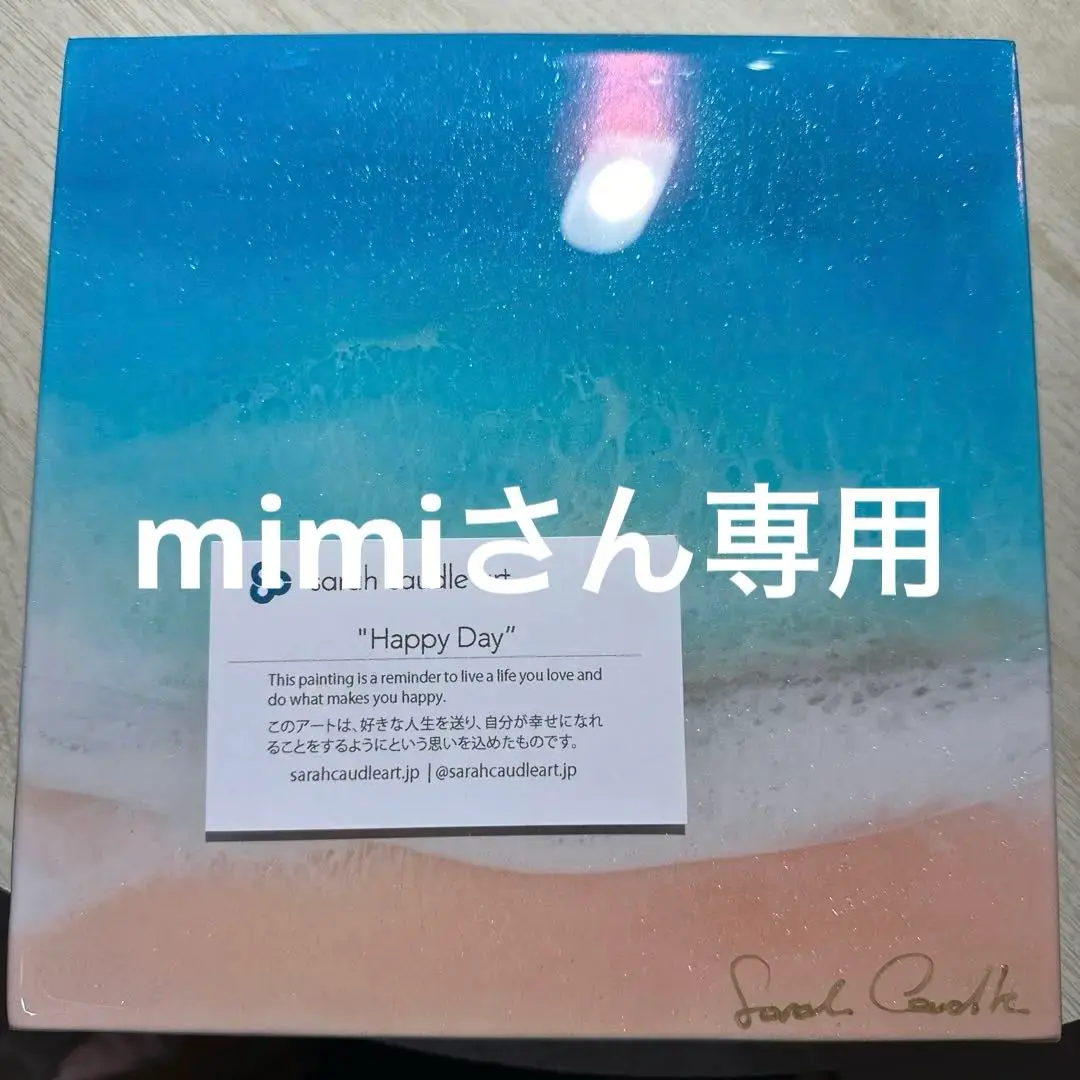 mimiさん専用
sarah caudle art
"Happy Day”
This painting is a reminder to live a life you love and
do what makes you happy.
このアートは、好きな人生を送り、自分が幸せになれ
ることをするようにという思いを込めたものです。
sarahcaudleart.jp | @sarahcaudleart.jp
Sarah Caudle